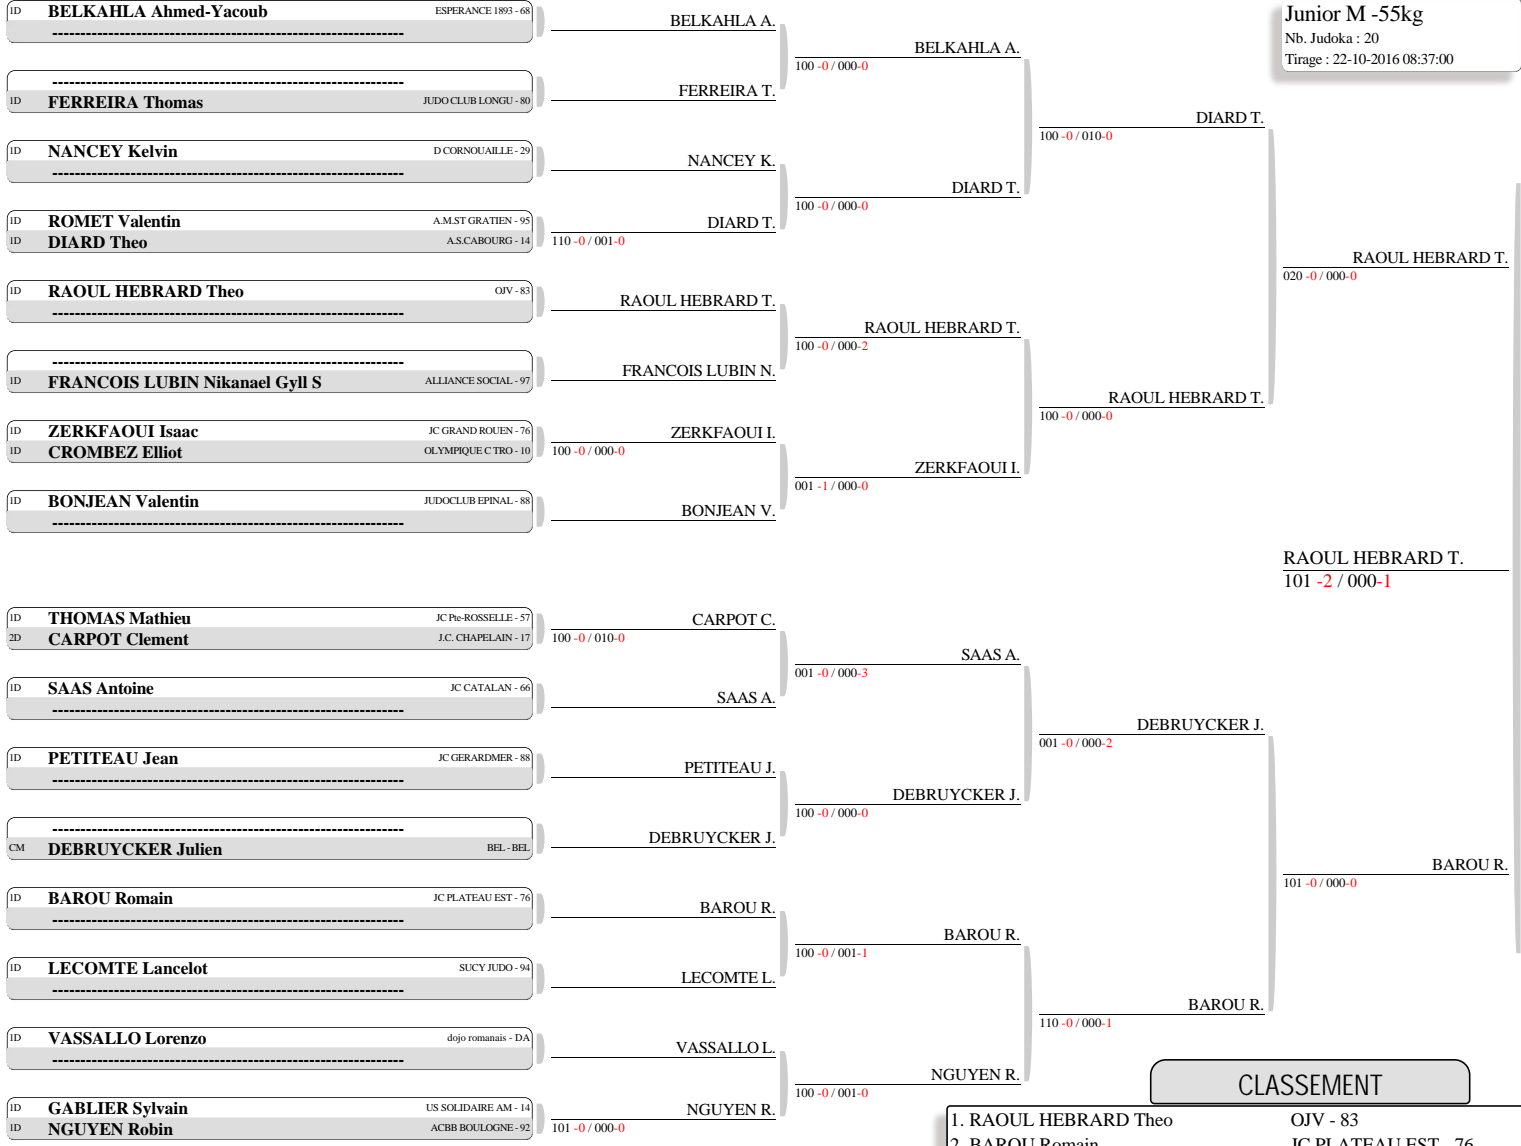 Junior M -55kg
Nb. Judoka : 20
Tirage : 22-10-2016 08:37:00
1D BELKAHLA Ahmed-Yacoub ESPERANCE 1893 - 68
----------------------------------------------------------------
----------------------------------------------------------------
1D FERREIRA Thomas JUDO CLUB LONGU - 80
1D NANCEY Kelvin D CORNOUAILLE - 29
----------------------------------------------------------------
1D ROMET Valentin A.M.ST GRATIEN - 95
1D DIARD Theo A.S.CABOURG - 14
1D RAOUL HEBRARD Theo OJV - 83
----------------------------------------------------------------
----------------------------------------------------------------
1D FRANCOIS LUBIN Nikanael Gyll S ALLIANCE SOCIAL - 97
1D ZERKFAOUI Isaac JC GRAND ROUEN - 76
1D CROMBEZ Elliot OLYMPIQUE C TRO - 10
1D BONJEAN Valentin JUDOCLUB EPINAL - 88
----------------------------------------------------------------
1D THOMAS Mathieu JC Pte-ROSSELLE - 57
2D CARPOT Clement J.C. CHAPELAIN - 17
1D SAAS Antoine JC CATALAN - 66
----------------------------------------------------------------
1D PETITEAU Jean JC GERARDMER - 88
----------------------------------------------------------------
----------------------------------------------------------------
CM DEBRUYCKER Julien BEL - BEL
1D BAROU Romain JC PLATEAU EST - 76
----------------------------------------------------------------
1D LECOMTE Lancelot SUCY JUDO - 94
----------------------------------------------------------------
1D VASSALLO Lorenzo dojo romanais - DA
----------------------------------------------------------------
1D GABLIER Sylvain US SOLIDAIRE AM - 14
1D NGUYEN Robin ACBB BOULOGNE - 92
BELKAHLA A.
FERREIRA T.
NANCEY K.
DIARD T.
110 -0 / 001-0
RAOUL HEBRARD T.
FRANCOIS LUBIN N.
ZERKFAOUI I.
100 -0 / 000-0
BONJEAN V.
CARPOT C.
100 -0 / 010-0
SAAS A.
PETITEAU J.
DEBRUYCKER J.
BAROU R.
LECOMTE L.
VASSALLO L.
NGUYEN R.
101 -0 / 000-0
BELKAHLA A.
100 -0 / 000-0
DIARD T.
100 -0 / 000-0
RAOUL HEBRARD T.
100 -0 / 000-2
ZERKFAOUI I.
001 -1 / 000-0
SAAS A.
001 -0 / 000-3
DEBRUYCKER J.
100 -0 / 000-0
BAROU R.
100 -0 / 001-1
NGUYEN R.
100 -0 / 001-0
DIARD T.
100 -0 / 010-0
RAOUL HEBRARD T.
100 -0 / 000-0
DEBRUYCKER J.
001 -0 / 000-2
BAROU R.
110 -0 / 000-1
RAOUL HEBRARD T.
020 -0 / 000-0
BAROU R.
101 -0 / 000-0
RAOUL HEBRARD T.
101 -2 / 000-1
CLASSEMENT
1. RAOUL HEBRARD Theo OJV - 83
2. BAROU Romain JC PLATEAU EST - 76